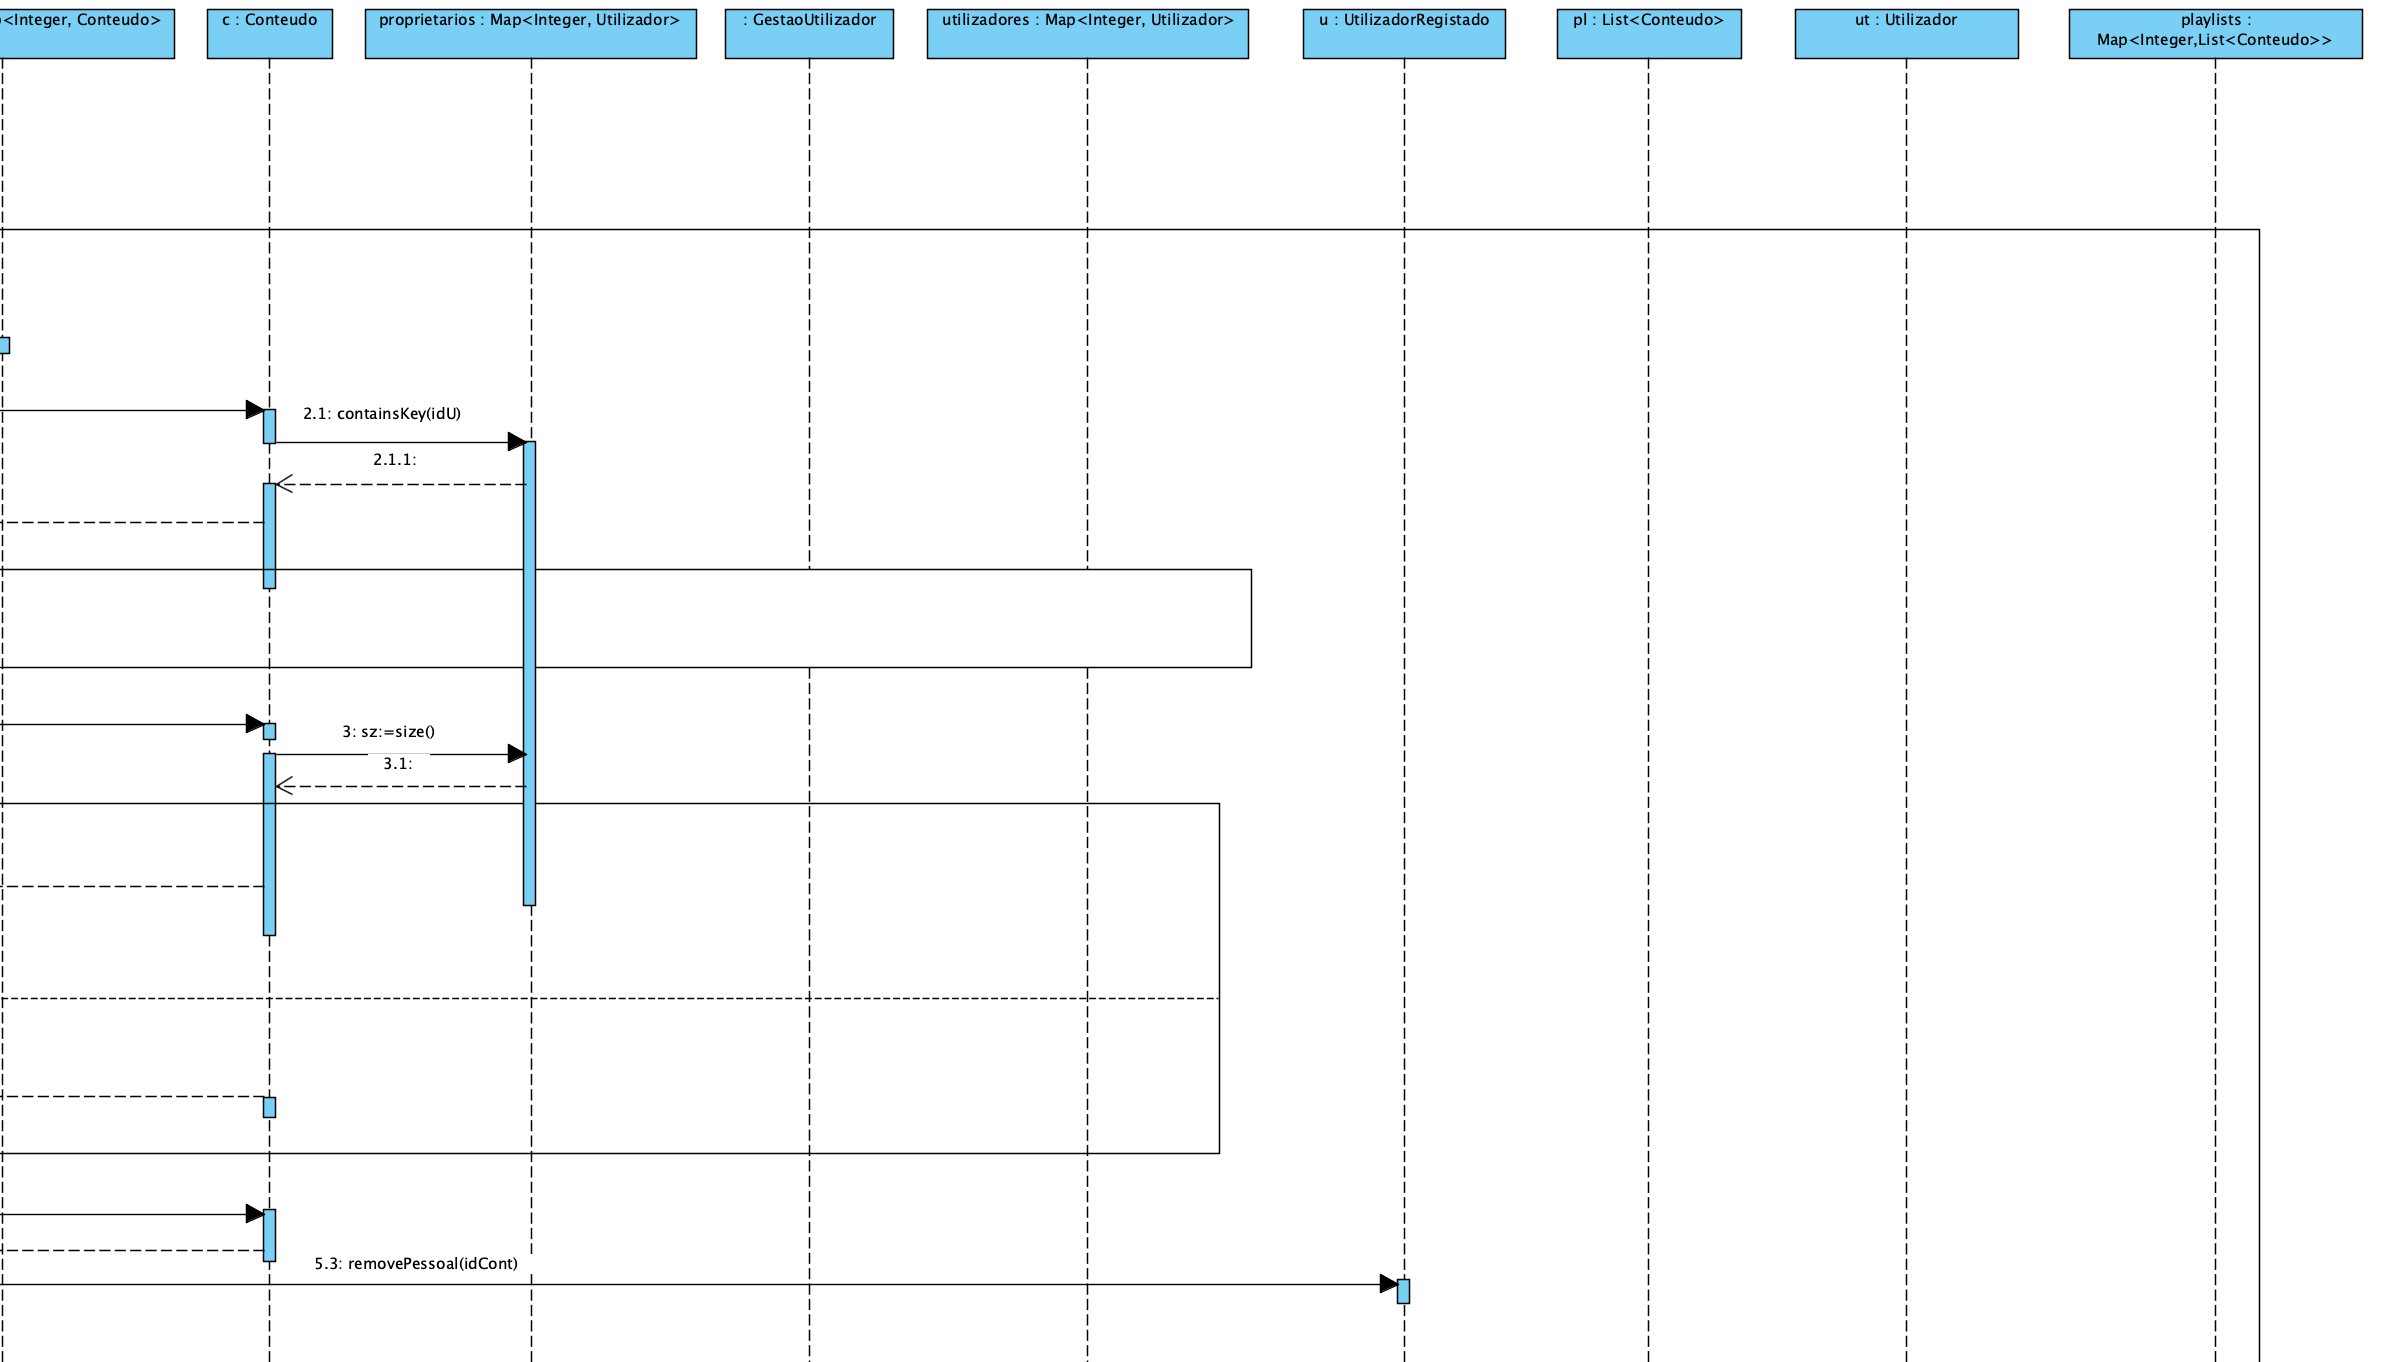 <Integer, Conteudo>
c : Conteudo
proprietarios : Map<Integer, Utilizador>
: GestaoUtilizador
utilizadores : Map<Integer, Utilizador>
u : UtilizadorRegistado
pl : List<Conteudo>
ut : Utilizador
playlists :
Map<Integer,List<Conteudo>>
2.1: containsKey(idU)
2.1.1:
3: sz:=size()
3.1:
5.3: removePessoal(idCont)